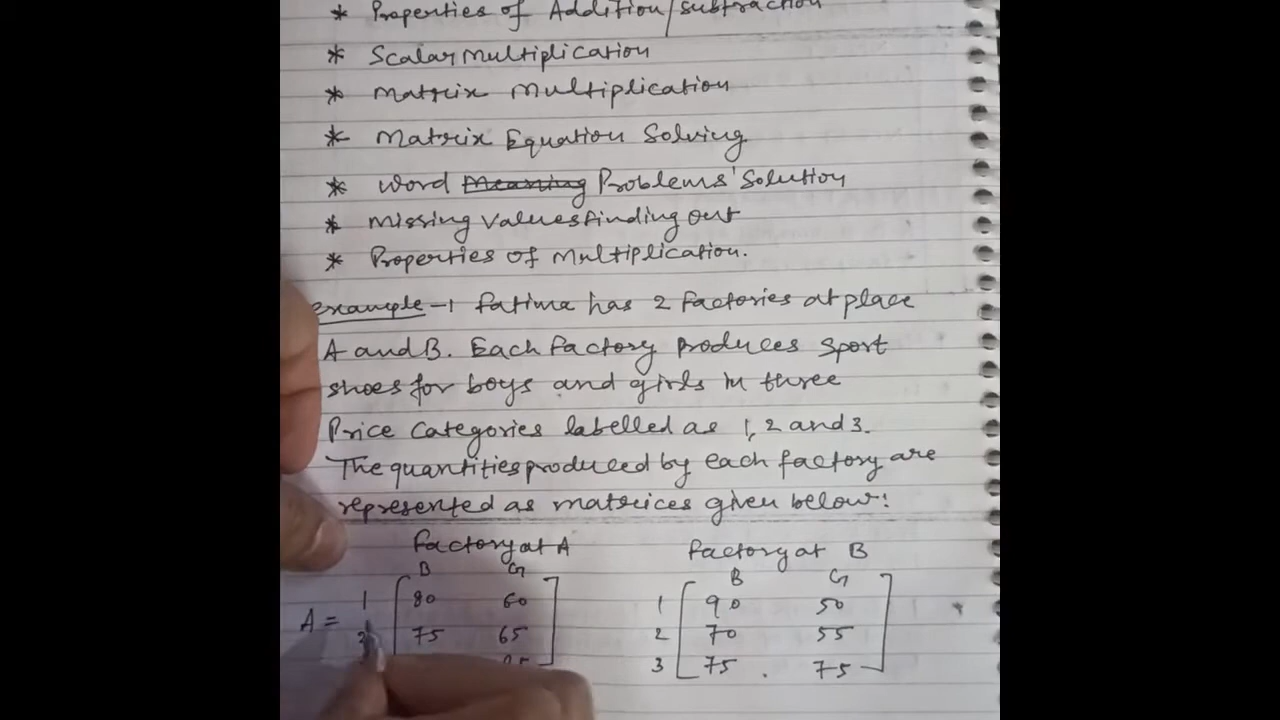 * Properties of Addition/subtraction
* Scalar multiplication
* Matrix Multiplication
* Matrix Equation Solving
* Word Meaning Problems' Solution
* Missing values finding out
* Properties of Multiplication.
Example-1 Fatima has 2 factories at place
A and B. Each factory produces sport
shoes for boys and girls in three
Price categories labelled as 1, 2 and 3.
The quantities produced by each factory are
represented as matrices given below:
Factory at A Factory at B
B G B G
A = 1 [ 80 60 ] 1 [ 90 50 ]
75 65 2 70 55
3 75 . 75